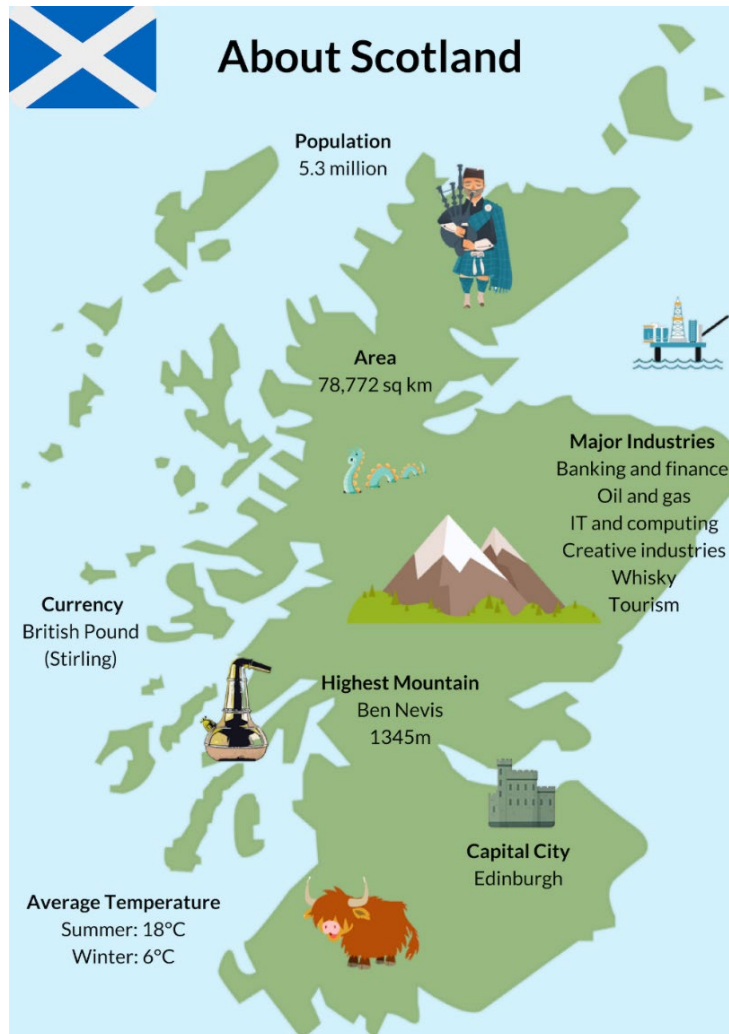 About Scotland
Population
5.3 million
Area
78,772 sq km
Major Industries
Banking and finance
Oil and gas
IT and computing
Creative industries
Whisky
Tourism
Currency
British Pound
(Stirling)
Highest Mountain
Ben Nevis
1345m
Capital City
Edinburgh
Average Temperature
Summer: 18°C
Winter: 6°C